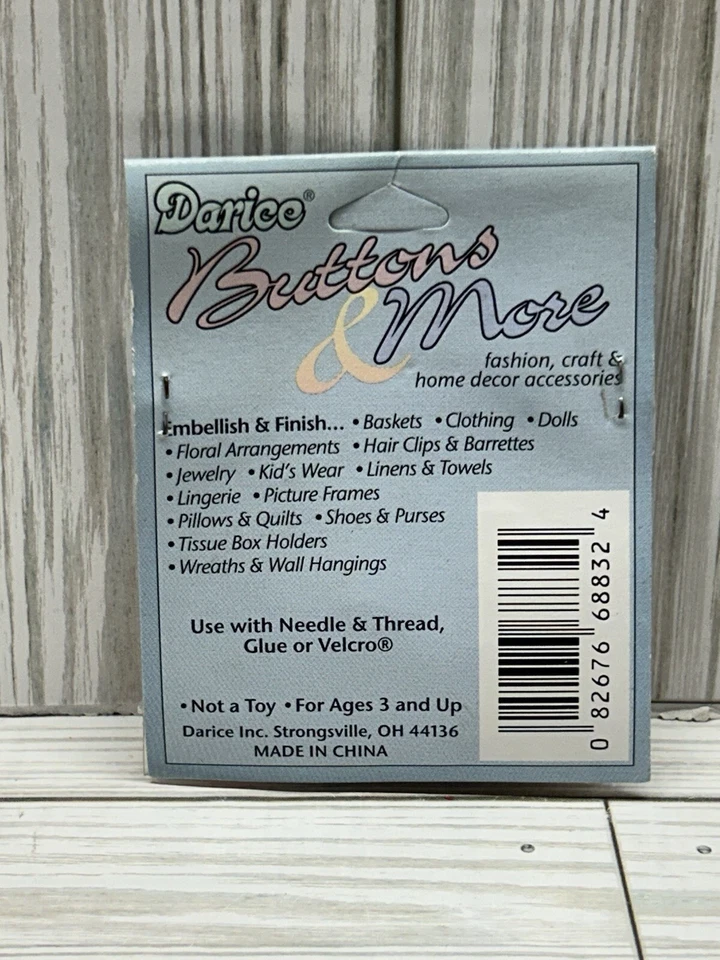 Darice®
Buttons
& More
fashion, craft &
home decor accessories
Embellish & Finish... •Baskets •Clothing •Dolls
•Floral Arrangements •Hair Clips & Barrettes
•Jewelry •Kid's Wear •Linens & Towels
•Lingerie •Picture Frames
•Pillows & Quilts •Shoes & Purses
•Tissue Box Holders
•Wreaths & Wall Hangings
Use with Needle & Thread,
Glue or Velcro®
•Not a Toy •For Ages 3 and Up
Darice Inc. Strongsville, OH 44136
MADE IN CHINA
0 82676 68832 4